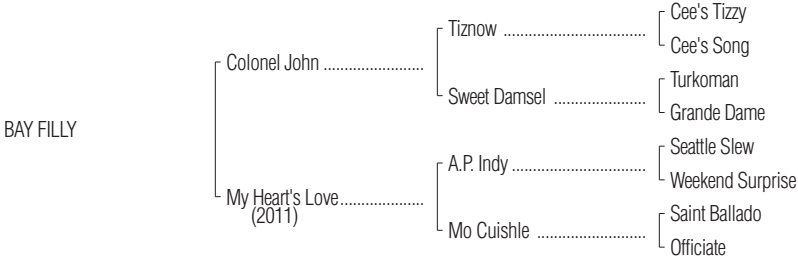 Cee's Tizzy
Tiznow ..................................
Cee's Song
Colonel John .......................
Turkoman
Sweet Damsel ......................
Grande Dame
BAY FILLY
Seattle Slew
A.P. Indy ................................
Weekend Surprise
My Heart's Love...................
(2011)
Saint Ballado
Mo Cuishle ..........................
Officiate